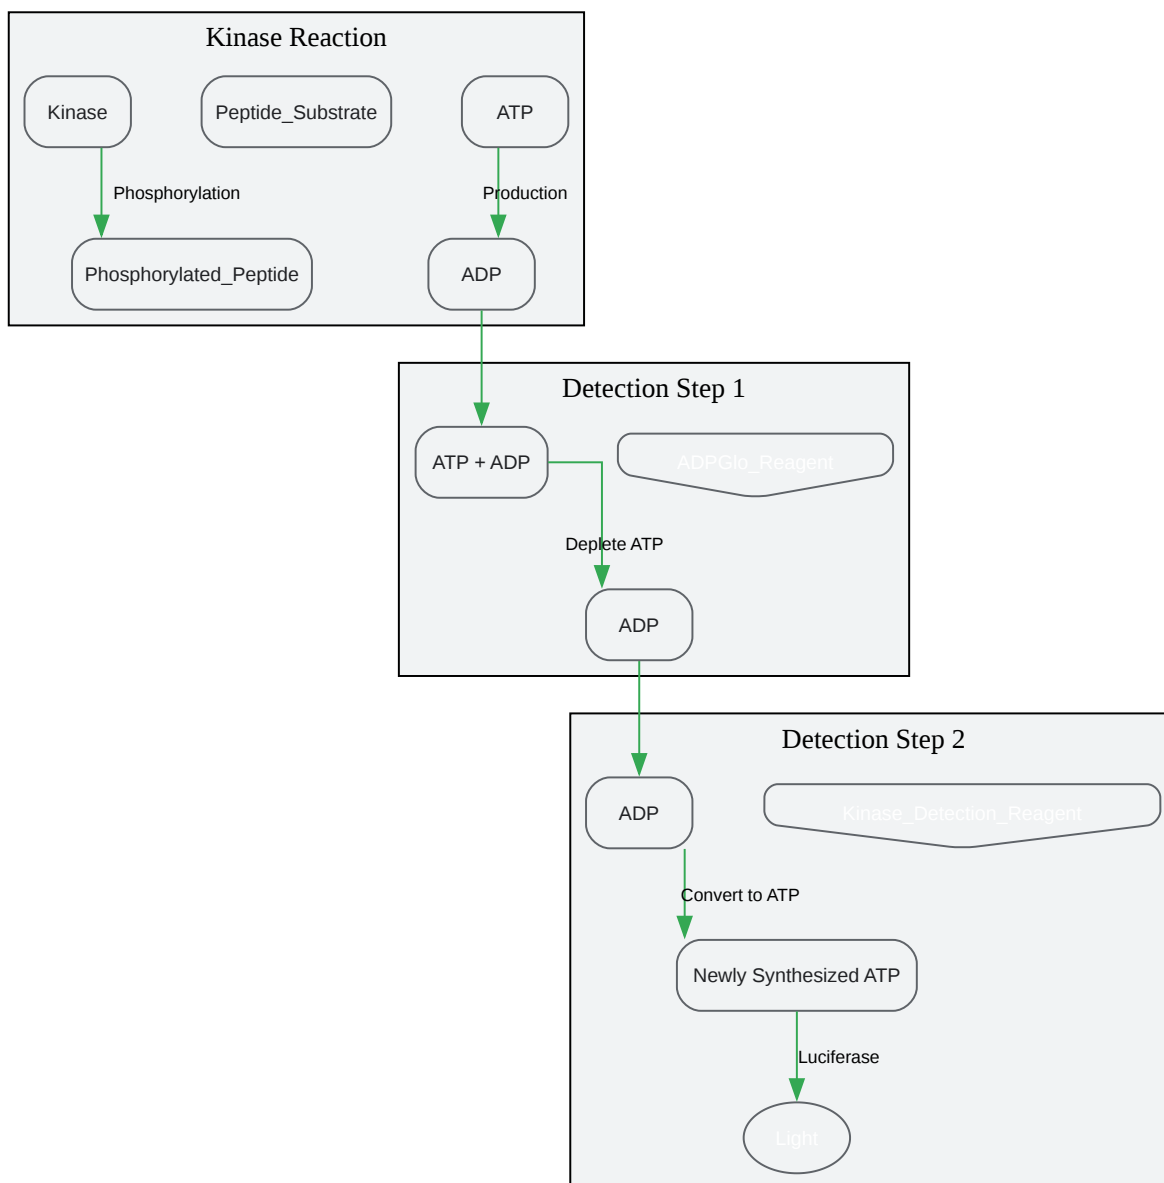 Kinase Reaction
Kinase
Peptide_Substrate
ATP
Phosphorylation
Production
Phosphorylated_Peptide
ADP
Detection Step 1
ATP + ADP
ADPGlo_Reagent
Deplete ATP
ADP
Detection Step 2
ADP
Kinase_Detection_Reagent
Convert to ATP
Newly Synthesized ATP
Luciferase
Light